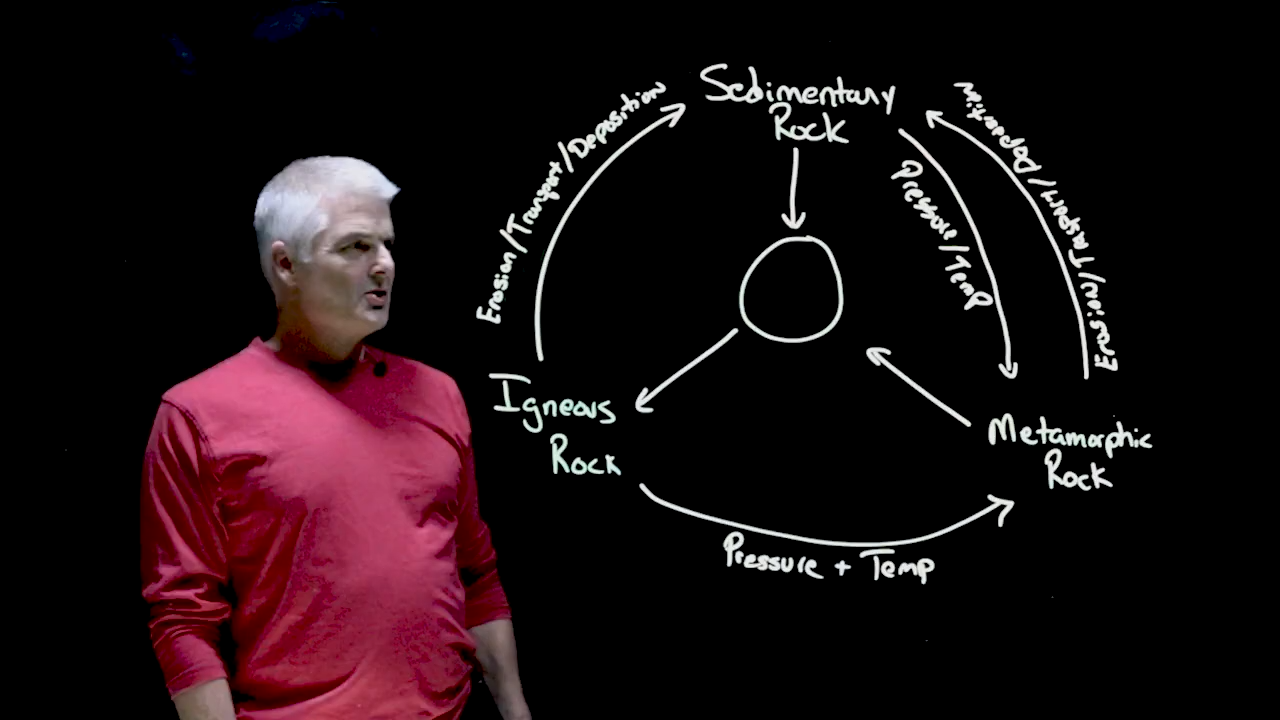 Sedimentary
Rock
Erosion/Transport/Deposition
Pressure/Temp
Erosion/Transport/Deposition
Igneous
Rock
Metamorphic
Rock
Pressure + Temp